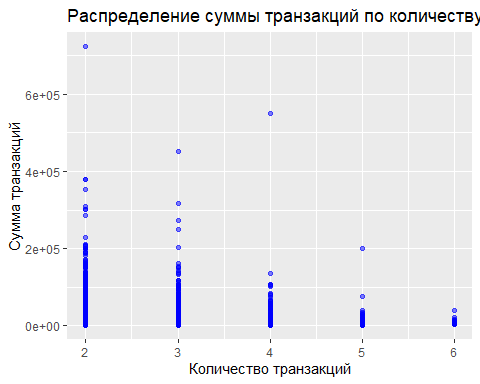 Распределение суммы транзакций по количеству
6e+05
4e+05
2e+05
0e+00
Сумма транзакций
2 3 4 5 6
Количество транзакций